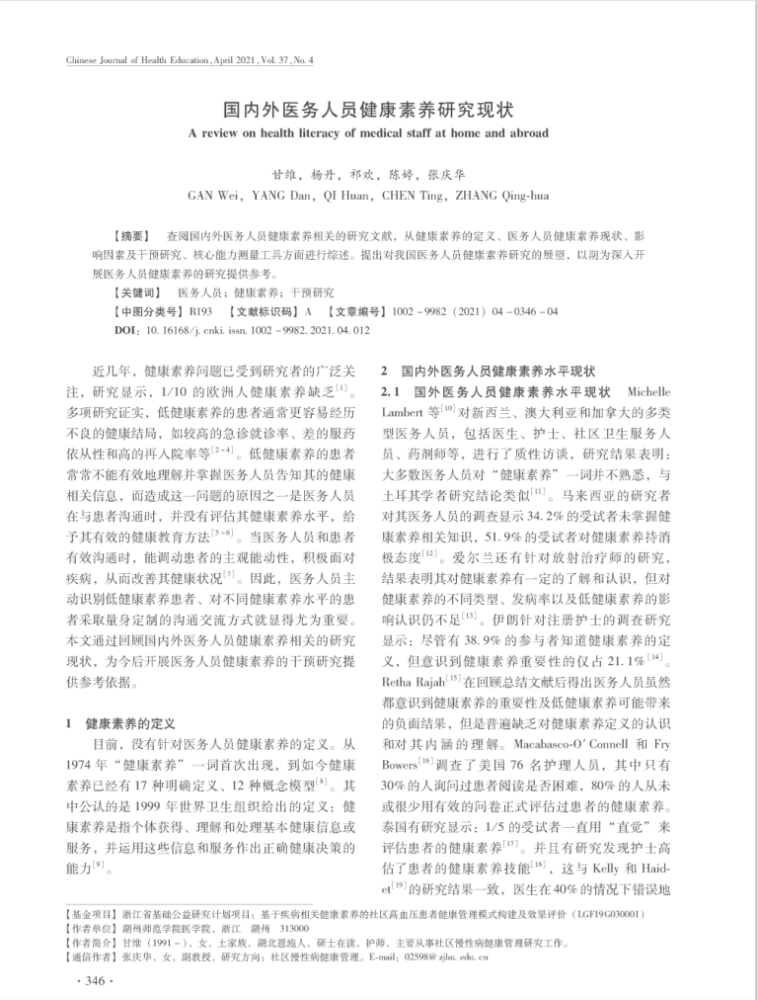 Chinese Journal of Health Education, April 2021, Vol. 37, No. 4
国内外医务人员健康素养研究现状
A review on health literacy of medical staff at home and abroad
甘维，杨丹，祁欢，陈婷，张庆华
GAN Wei, YANG Dan, QI Huan, CHEN Ting, ZHANG Qing-hua
【摘要】 查阅国内外医务人员健康素养相关的研究文献，从健康素养的定义、医务人员健康素养现状、影
响因素及干预研究、核心能力测量工具方面进行综述。提出对我国医务人员健康素养研究的展望，以期为深入开
展医务人员健康素养的研究提供参考。
【关键词】 医务人员；健康素养；干预研究
【中图分类号】R193 【文献标识码】A 【文章编号】1002－9982（2021）04－0346－04
DOI：10. 16168/j. cnki. issn. 1002－9982. 2021. 04. 012
近几年，健康素养问题已受到研究者的广泛关
注，研究显示，1/10 的欧洲人健康素养缺乏[1]。
多项研究证实，低健康素养的患者通常更容易经历
不良的健康结局，如较高的急诊就诊率、差的服药
依从性和高的再入院率等[2-4]。低健康素养的患者
常常不能有效地理解并掌握医务人员告知其的健康
相关信息，而造成这一问题的原因之一是医务人员
在与患者沟通时，并没有评估其健康素养水平，给
予其有效的健康教育方法[5-6]。当医务人员和患者
有效沟通时，能调动患者的主观能动性，积极面对
疾病，从而改善其健康状况[7]。因此，医务人员主
动识别低健康素养患者、对不同健康素养水平的患
者采取量身定制的沟通交流方式就显得尤为重要。
本文通过回顾国内外医务人员健康素养相关的研究
现状，为今后开展医务人员健康素养的干预研究提
供参考依据。
1 健康素养的定义
目前，没有针对医务人员健康素养的定义。从
1974 年“健康素养”一词首次出现，到如今健康
素养已经有 17 种明确定义、12 种概念模型[8]。其
中公认的是 1999 年世界卫生组织给出的定义：健
康素养是指个体获得、理解和处理基本健康信息或
服务，并运用这些信息和服务作出正确健康决策的
能力[9]。
2 国内外医务人员健康素养水平现状
2. 1 国外医务人员健康素养水平现状 Michelle
Lambert 等[10]对新西兰、澳大利亚和加拿大的多类
型医务人员，包括医生、护士、社区卫生服务人
员、药剂师等，进行了质性访谈，研究结果表明：
大多数医务人员对“健康素养”一词并不熟悉，与
土耳其学者研究结论类似[11]。马来西亚的研究者
对其医务人员的调查显示 34. 2% 的受试者未掌握健
康素养相关知识，51. 9% 的受试者对健康素养持消
极态度[12]。爱尔兰还有针对放射治疗师的研究，
结果表明其对健康素养有一定的了解和认识，但对
健康素养的不同类型、发病率以及低健康素养的影
响认识仍不足[13]。伊朗针对注册护士的调查研究
显示：尽管有 38. 9% 的参与者知道健康素养的定
义，但意识到健康素养重要性的仅占 21. 1%[14]。
Retha Rajah[15]在回顾总结文献后得出医务人员虽然
都意识到健康素养的重要性及低健康素养可能带来
的负面结果，但是普遍缺乏对健康素养定义的认识
和对其内涵的理解。Macabasco-O′Connell 和 Fry
Bowers[16]调查了美国 76 名护理人员，其中只有
30% 的人询问过患者阅读是否困难，80% 的人从未
或很少用有效的问卷正式评估过患者的健康素养。
泰国有研究显示：1/5 的受试者一直用“直觉”来
评估患者的健康素养[17]。并且有研究发现护士高
估了患者的健康素养技能[18]，这与 Kelly 和 Haid-
et[19]的研究结果一致，医生在 40% 的情况下错误地
【基金项目】浙江省基础公益研究计划项目：基于疾病相关健康素养的社区高血压患者健康管理模式构建及效果评价（LGF19G030001）
【作者单位】湖州师范学院医学院，浙江 湖州 313000
【作者简介】甘维（1991－），女，土家族，湖北恩施人，硕士在读，护师，主要从事社区慢性病健康管理研究工作。
【通信作者】张庆华，女，副教授，研究方向：社区慢性病健康管理。E-mail：02598@ zjhu. edu. cn
·346·